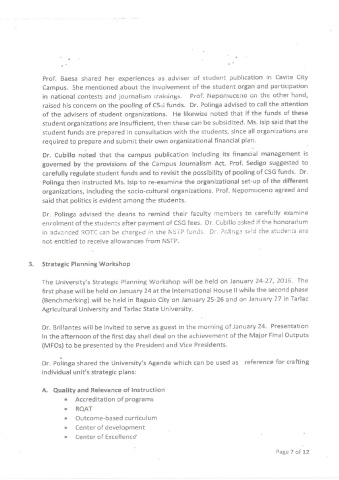 Prof. Baesa shared her experiences as adviser of student publication in Cavite City
Campus. She mentioned about the involvement of the student organ and participation
in national contests and journalism trainings. Prof. Nepomuceno on the other hand,
raised his concern on the pooling of CSG funds. Dr. Polinga advised to call the attention
of the advisers of student organizations. He likewise noted that if the funds of these
student organizations are insufficient, then these can be subsidized. Ms. Isip said that the
student funds are prepared in consultation with the students, since all organizations are
required to prepare and submit their own organizational financial plan.
Dr. Cubillo noted that the campus publication including its financial management is
governed by the provisions of the Campus Journalism Act. Prof. Sedigo suggested to
carefully regulate student funds and to revisit the possibility of pooling of CSG funds. Dr.
Polinga then instructed Ms. Isip to re-examine the organizational set-up of the different
organizations, including the socio-cultural organizations. Prof. Nepomuceno agreed and
said that politics is evident among the students.
Dr. Polinga advised the deans to remind their faculty members to carefully examine
enrolment of the students after payment of CSG fees. Dr. Cubillo asked if the honorarium
in advanced ROTC can be charged in the NSTP funds. Dr. Polinga said the students are
not entitled to receive allowances from NSTP.
3. Strategic Planning Workshop
The University's Strategic Planning Workshop will be held on January 24-27, 2016. The
first phase will be held on January 24 at the International House II while the second phase
(Benchmarking) will be held in Baguio City on January 25-26 and on January 27 in Tarlac
Agricultural University and Tarlac State University.
Dr. Brillantes will be invited to serve as guest in the morning of January 24. Presentation
in the afternoon of the first day shall deal on the achievement of the Major Final Outputs
(MFOs) to be presented by the President and Vice Presidents.
Dr. Polinga shared the University's Agenda which can be used as reference for crafting
individual unit's strategic plans:
A. Quality and Relevance of Instruction
• Accreditation of programs
• RQAT
• Outcome-based curriculum
• Center of development
• Center of Excellence
Page 7 of 12